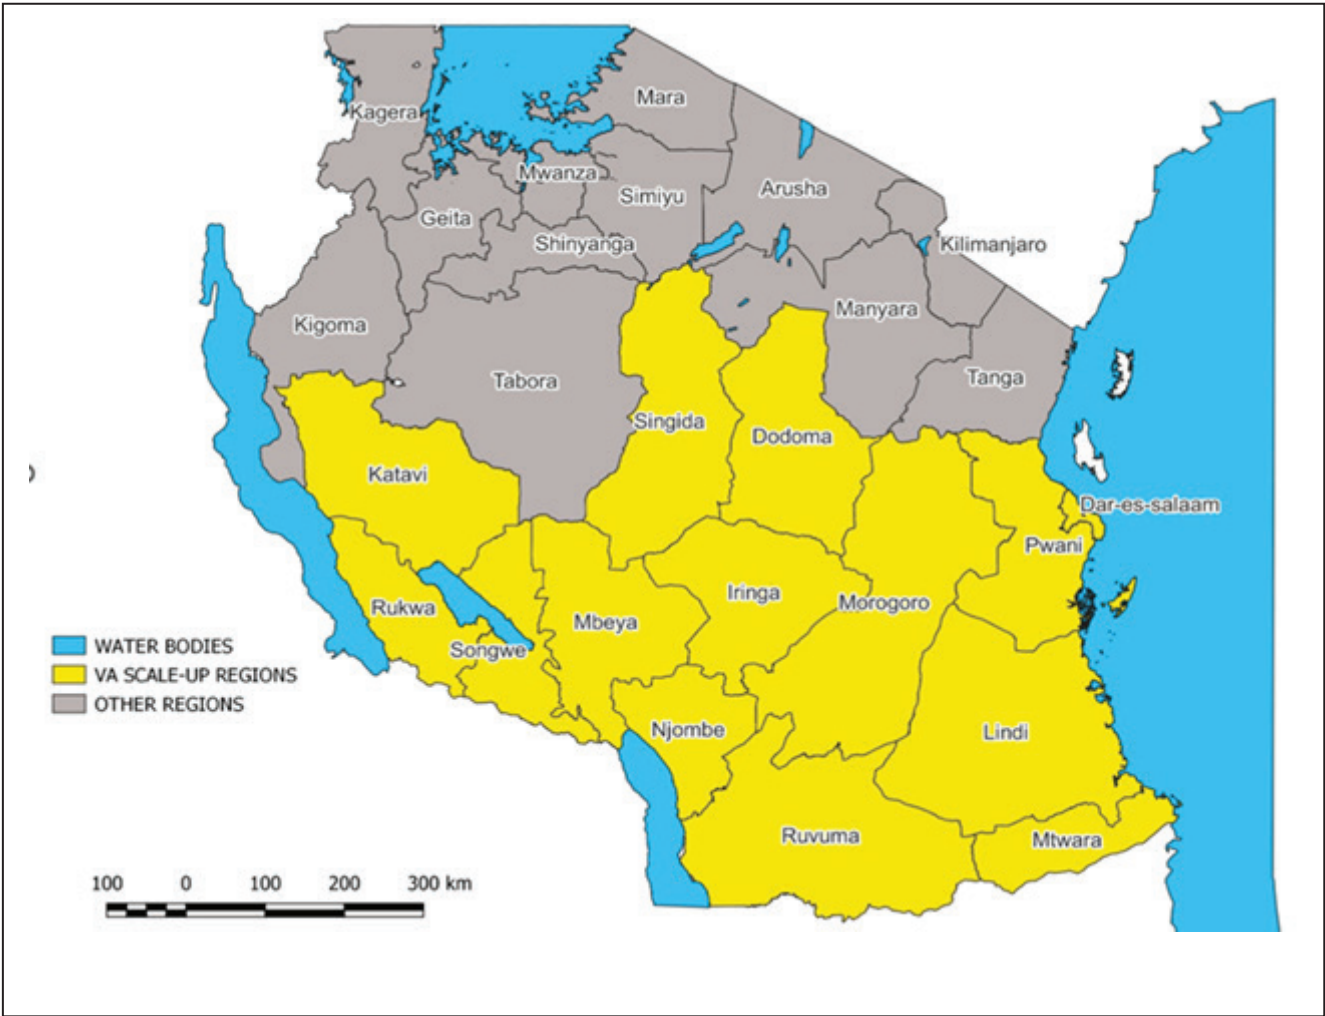 Mara
Kagera
Mwanza
Simiyu
Arusha
Geita
Shinyanga
Kilimanjaro
Kigoma
Manyara
Tabora
Tanga
Singida
Dodoma
Katavi
Dar-es-salaam
Pwani
Iringa
Morogoro
Rukwa
Mbeya
Songwe
WATER BODIES
VA SCALE-UP REGIONS
OTHER REGIONS
Njombe
Lindi
Ruvuma
Mtwara
100 0 100 200 300 km